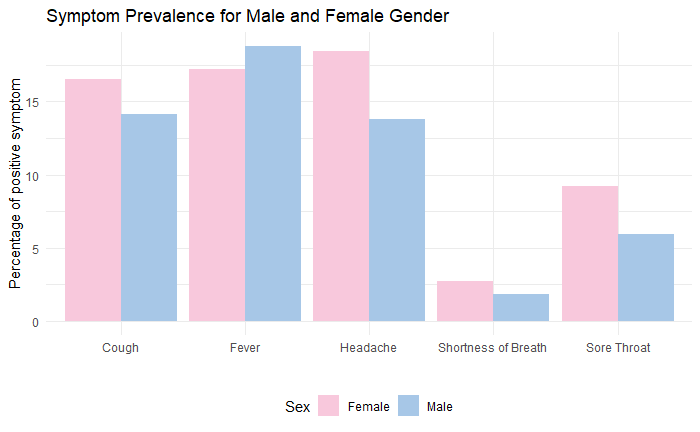 Symptom Prevalence for Male and Female Gender
Percentage of positive symptom
15
10
5
0
Cough Fever Headache Shortness of Breath Sore Throat
Sex Female Male